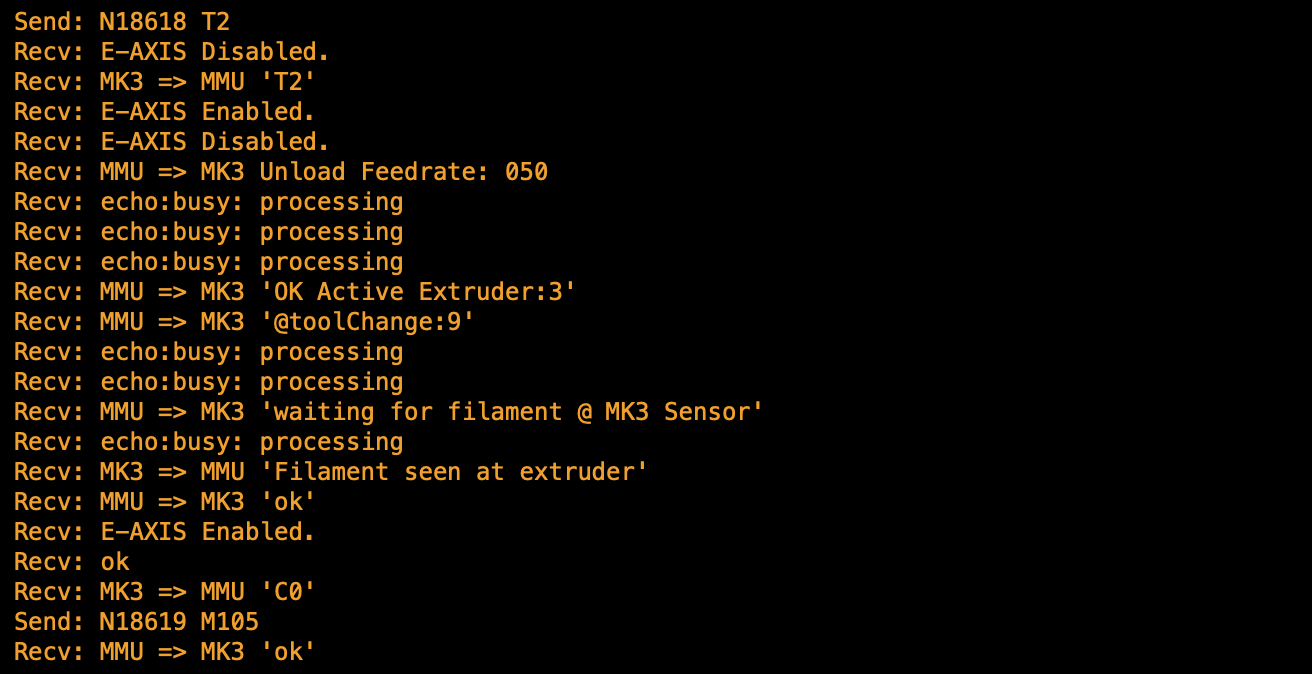 Send: N18618 T2
Recv: E-AXIS Disabled.
Recv: MK3 => MMU 'T2'
Recv: E-AXIS Enabled.
Recv: E-AXIS Disabled.
Recv: MMU => MK3 Unload Feedrate: 050
Recv: echo:busy: processing
Recv: echo:busy: processing
Recv: echo:busy: processing
Recv: MMU => MK3 'OK Active Extruder:3'
Recv: MMU => MK3 '@toolChange:9'
Recv: echo:busy: processing
Recv: echo:busy: processing
Recv: MMU => MK3 'waiting for filament @ MK3 Sensor'
Recv: echo:busy: processing
Recv: MK3 => MMU 'Filament seen at extruder'
Recv: MMU => MK3 'ok'
Recv: E-AXIS Enabled.
Recv: ok
Recv: MK3 => MMU 'C0'
Send: N18619 M105
Recv: MMU => MK3 'ok'